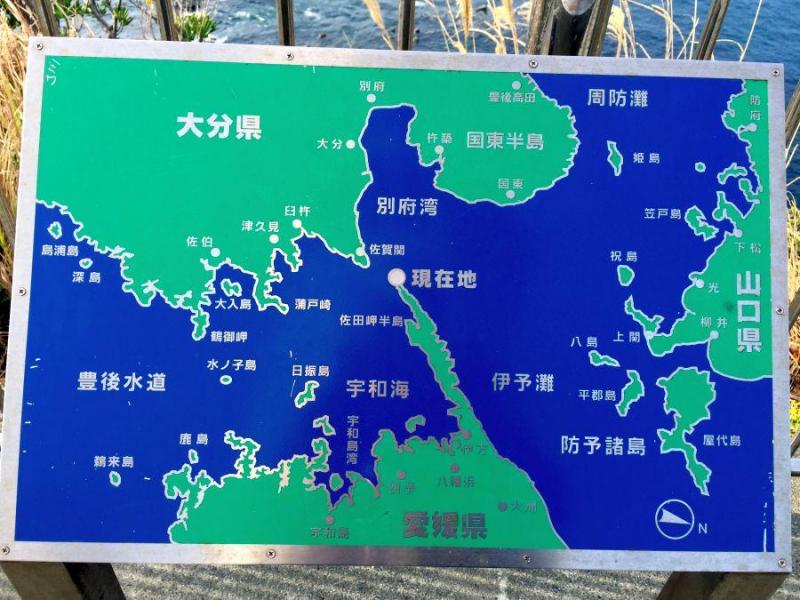 別府
豊後高田
周防灘
防府
大分県
大分
杵築
国東半島
姫島
国東
別府湾
笠戸島
下松
臼杵
津久見
佐伯
佐賀関
島浦島
深島
現在地
祝島
光
山口県
大入島
蒲戸崎
佐田岬半島
上関
柳井
鶴御岬
八島
水ノ子島
日振島
豊後水道
宇和海
伊予灘
平郡島
宇和島湾
鹿島
防予諸島
屋代島
鵜来島
伊方
八幡浜
大洲
宇和島
愛媛県
N